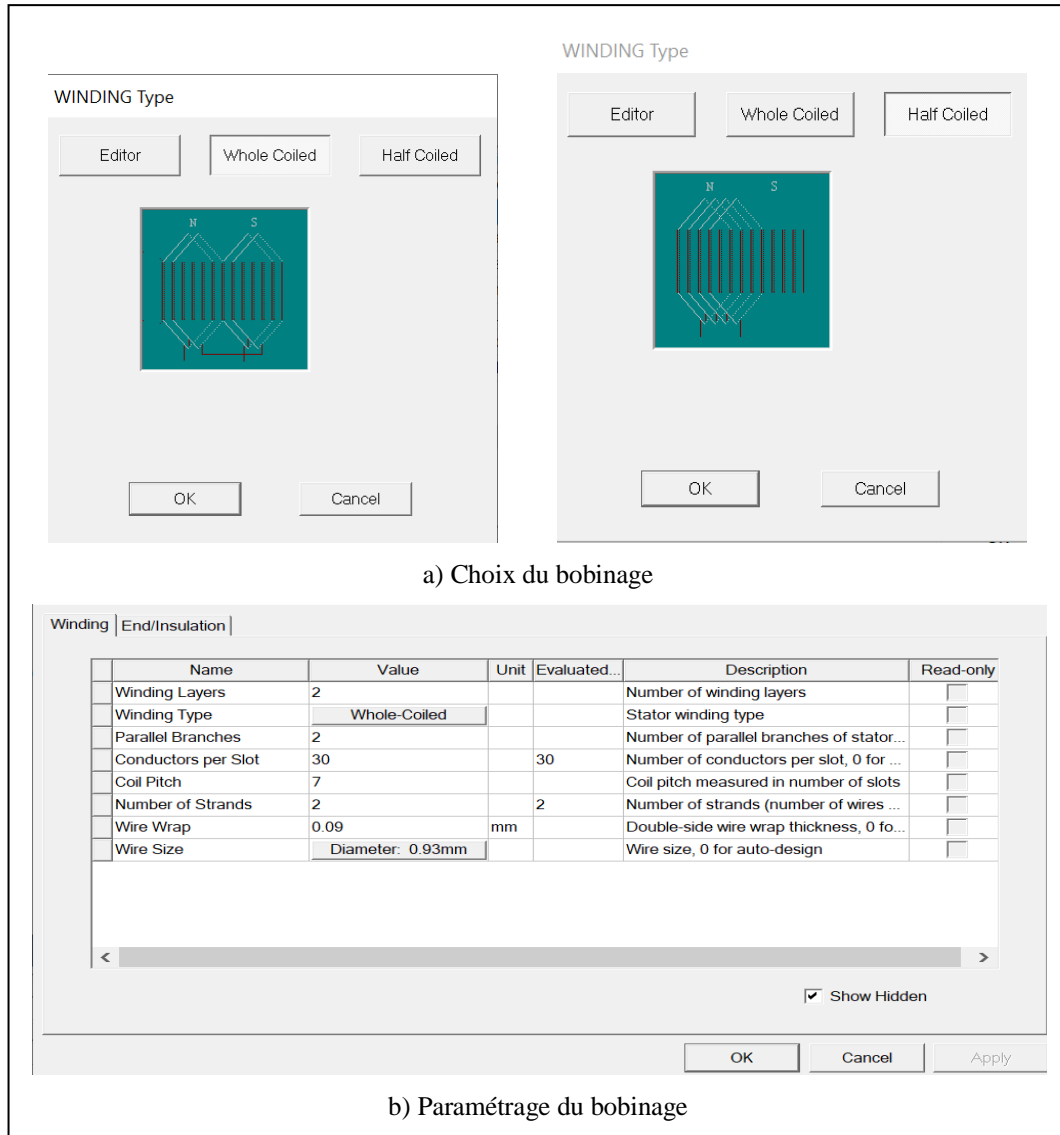 WINDING Type
Editor Whole Coiled Half Coiled
N S
OK Cancel
WINDING Type
Editor Whole Coiled Half Coiled
N S
OK Cancel
a) Choix du bobinage
Winding End/Insulation
Name Value Unit Evaluated... Description Read-only
Winding Layers 2 Number of winding layers
Winding Type Whole-Coiled Stator winding type
Parallel Branches 2 Number of parallel branches of stator...
Conductors per Slot 30 30 Number of conductors per slot, 0 for ...
Coil Pitch 7 Coil pitch measured in number of slots
Number of Strands 2 2 Number of strands (number of wires ...
Wire Wrap 0.09 mm Double-side wire wrap thickness, 0 fo...
Wire Size Diameter: 0.93mm Wire size, 0 for auto-design
Show Hidden
OK Cancel Apply
b) Paramétrage du bobinage